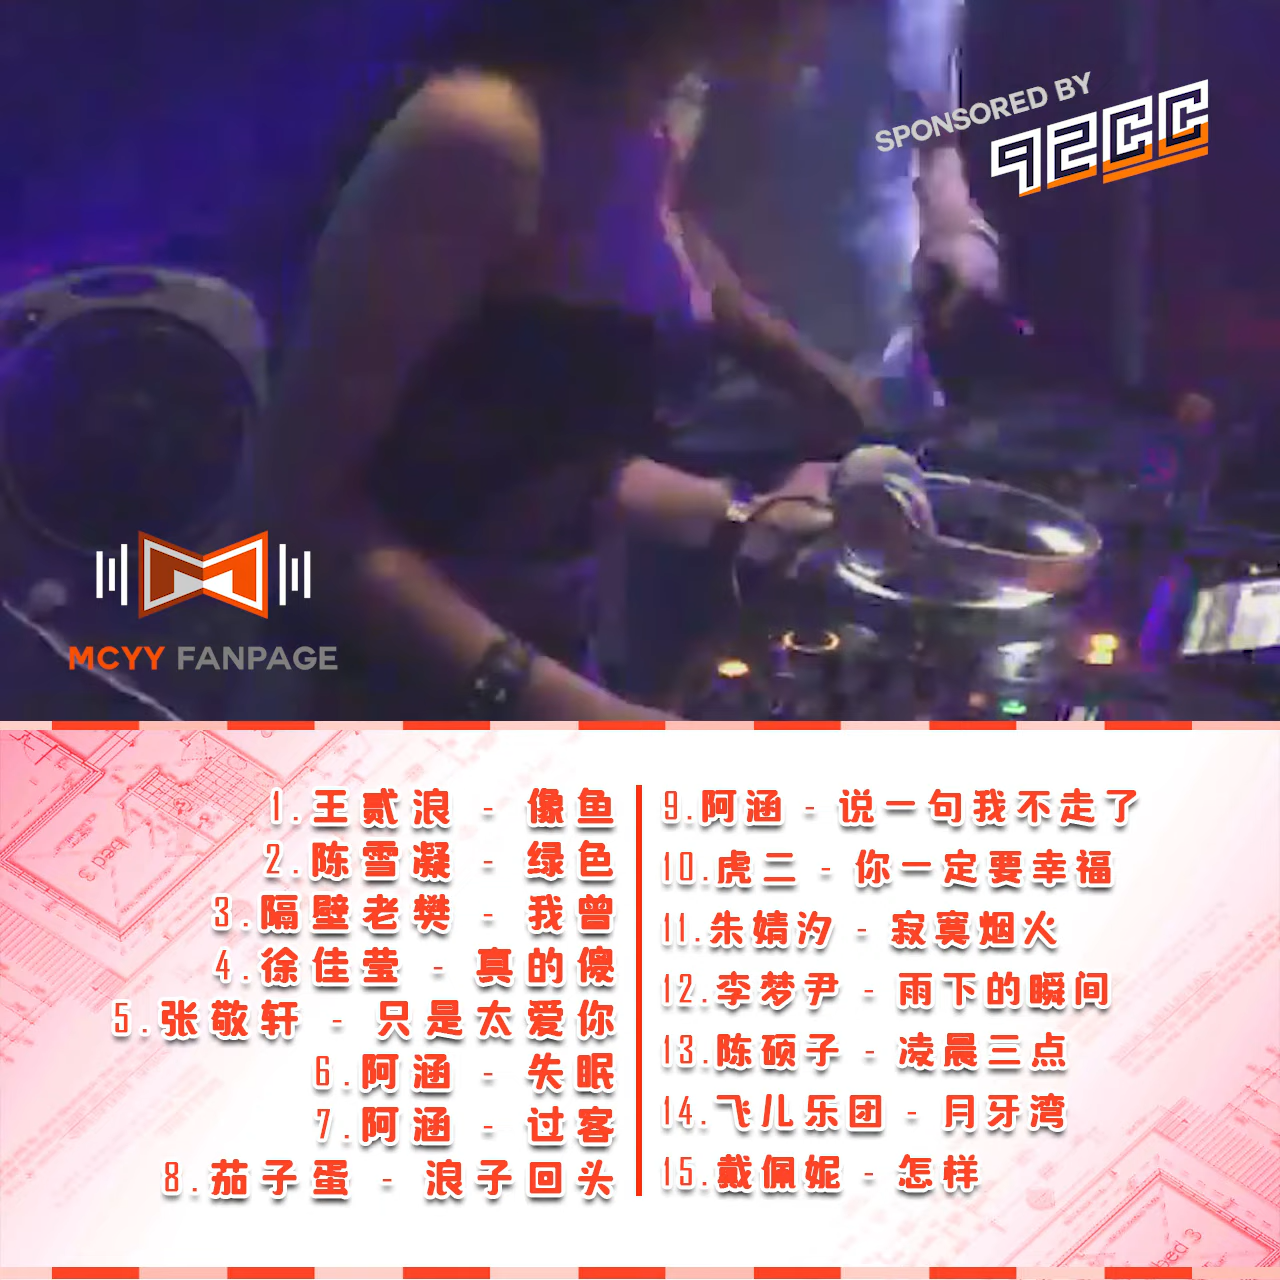 SPONSORED BY
92CC
MCYY FANPAGE
1.王贰浪 - 像鱼
2.陈雪凝 - 绿色
3.隔壁老樊 - 我曾
4.徐佳莹 - 真的傻
5.张敬轩 - 只是太爱你
6.阿涵 - 失眠
7.阿涵 - 过客
8.茄子蛋 - 浪子回头
9.阿涵 - 说一句我不走了
10.虎二 - 你一定要幸福
11.朱婧汐 - 寂寞烟火
12.李梦尹 - 雨下的瞬间
13.陈硕子 - 凌晨三点
14.飞儿乐团 - 月牙湾
15.戴佩妮 - 怎样
bed 3
bed 3